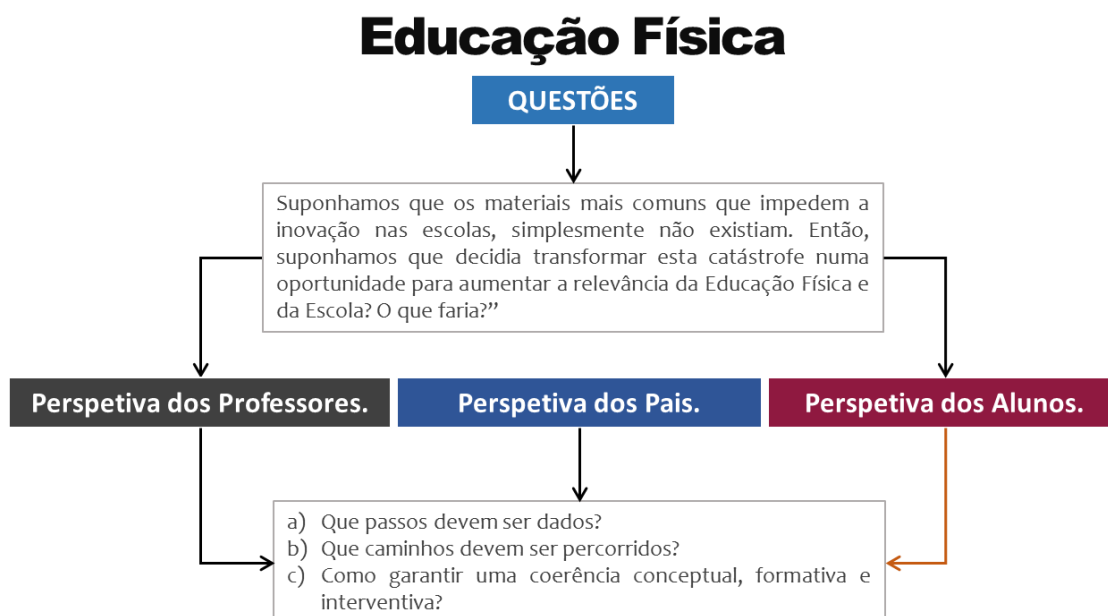 Educação Física
QUESTÕES
Suponhamos que os materiais mais comuns que impedem a
inovação nas escolas, simplesmente não existiam. Então,
suponhamos que decidia transformar esta catástrofe numa
oportunidade para aumentar a relevância da Educação Física e
da Escola? O que faria?”
Perspetiva dos Professores.
Perspetiva dos Pais.
Perspetiva dos Alunos.
a) Que passos devem ser dados?
b) Que caminhos devem ser percorridos?
c) Como garantir uma coerência conceptual, formativa e
interventiva?